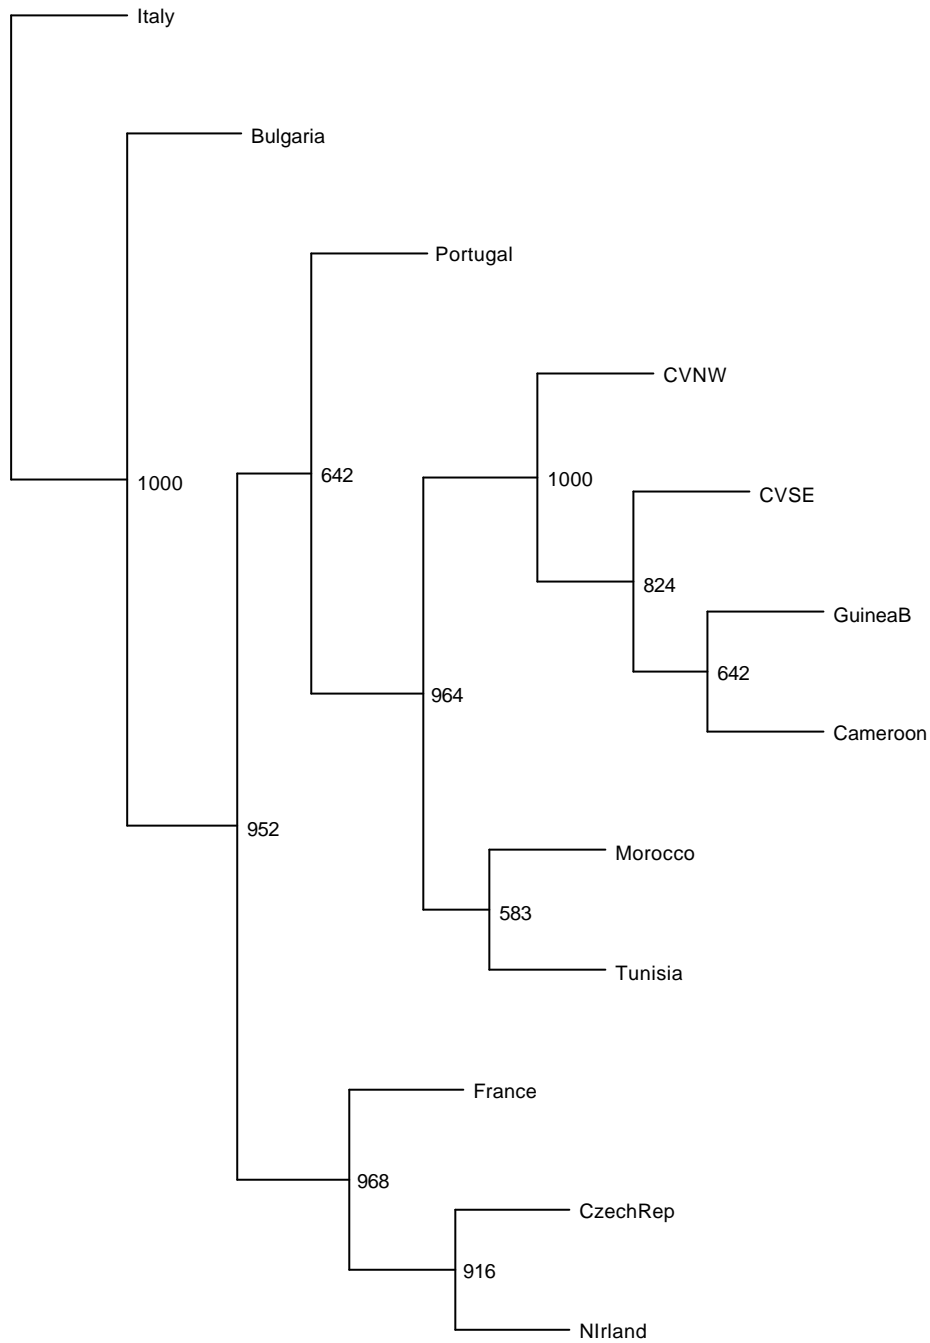 Italy
Bulgaria
Portugal
CVNW
642
1000
1000
CVSE
824
GuineaB
642
964
Cameroon
952
Morocco
583
Tunisia
France
968
CzechRep
916
NIrland